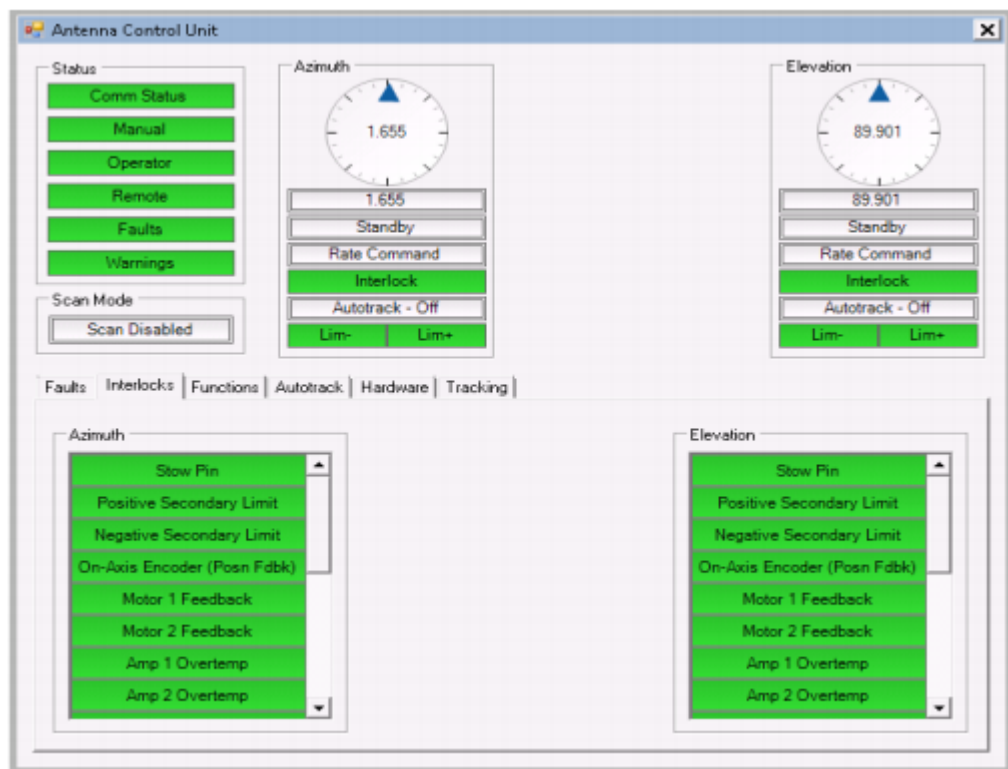 Antenna Control Unit
Status
Comm Status
Manual
Operator
Remote
Faults
Warnings
Scan Mode
Scan Disabled
Azimuth
1.655
1.655
Standby
Rate Command
Interlock
Autotrack - Off
Lim- Lim+
Elevation
89.901
89.901
Standby
Rate Command
Interlock
Autotrack - Off
Lim- Lim+
Faults Interlocks Functions Autotrack Hardware Tracking
Azimuth
Stow Pin
Positive Secondary Limit
Negative Secondary Limit
On-Axis Encoder (Posn Fdbk)
Motor 1 Feedback
Motor 2 Feedback
Amp 1 Overtemp
Amp 2 Overtemp
Elevation
Stow Pin
Positive Secondary Limit
Negative Secondary Limit
On-Axis Encoder (Posn Fdbk)
Motor 1 Feedback
Motor 2 Feedback
Amp 1 Overtemp
Amp 2 Overtemp